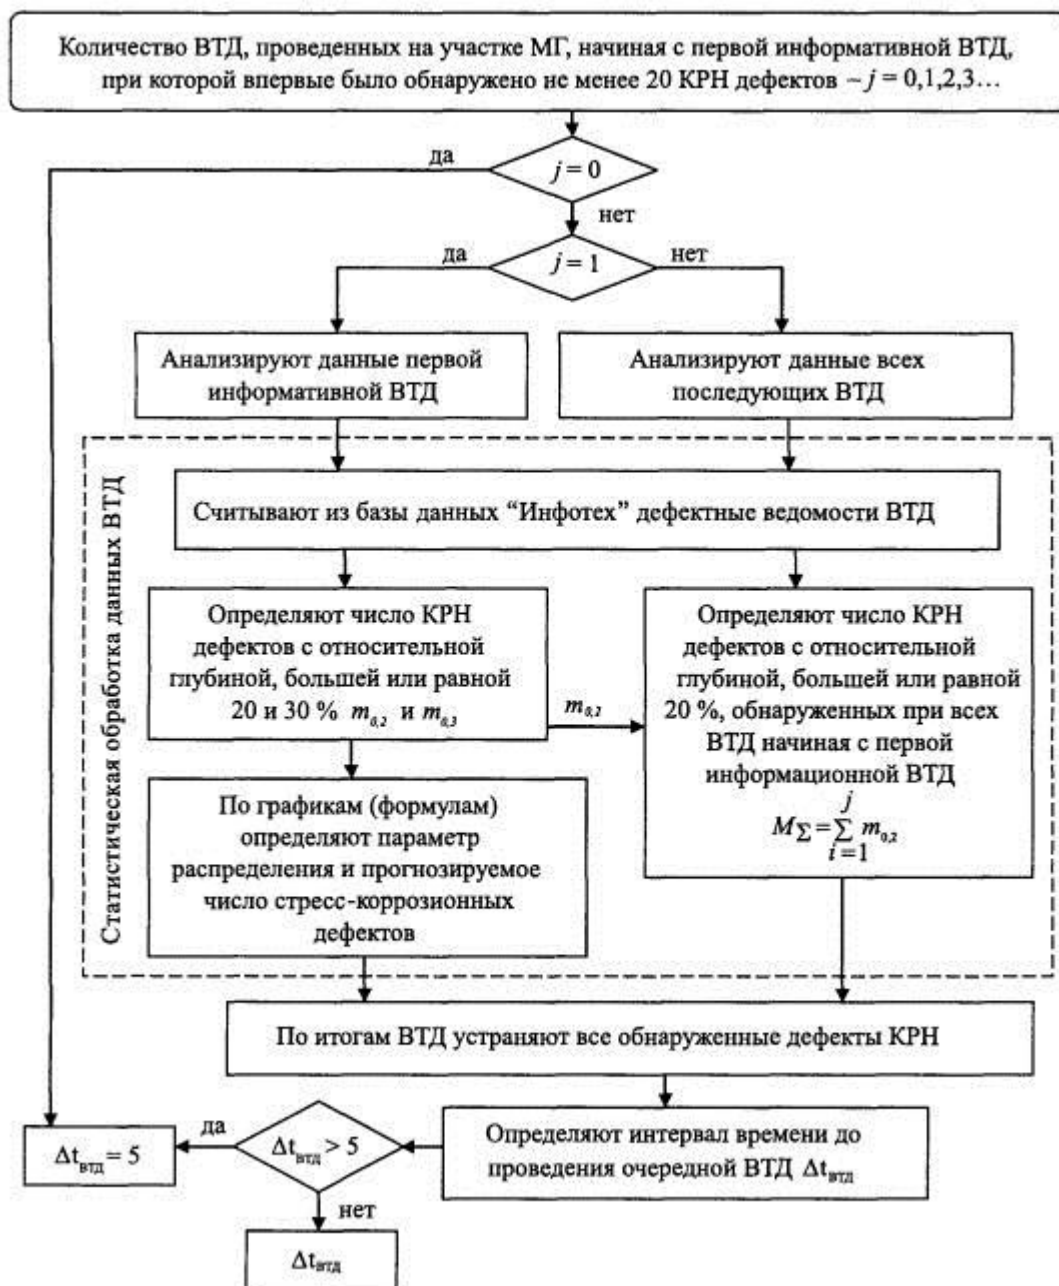 Количество ВТД, проведенных на участке МГ, начиная с первой информативной ВТД,
при которой впервые было обнаружено не менее 20 КРН дефектов – j = 0,1,2,3…
да
j = 0
нет
да
j = 1
нет
Анализируют данные первой
информативной ВТД
Анализируют данные всех
последующих ВТД
Статистическая обработка данных ВТД
Считывают из базы данных “Инфотех” дефектные ведомости ВТД
Определяют число КРН
дефектов с относительной
глубиной, большей или равной
20 и 30 % m0,2 и m0,3
m0,2
Определяют число КРН
дефектов с относительной
глубиной, большей или равной
20 %, обнаруженных при всех
ВТД начиная с первой
информационной ВТД
j
MΣ = Σ m0,2
i = 1
По графикам (формулам)
определяют параметр
распределения и прогнозируемое
число стресс-коррозионных
дефектов
По итогам ВТД устраняют все обнаруженные дефекты КРН
Определяют интервал времени до
проведения очередной ВТД Δtвтд
Δtвтд > 5
да
Δtвтд = 5
нет
Δtвтд